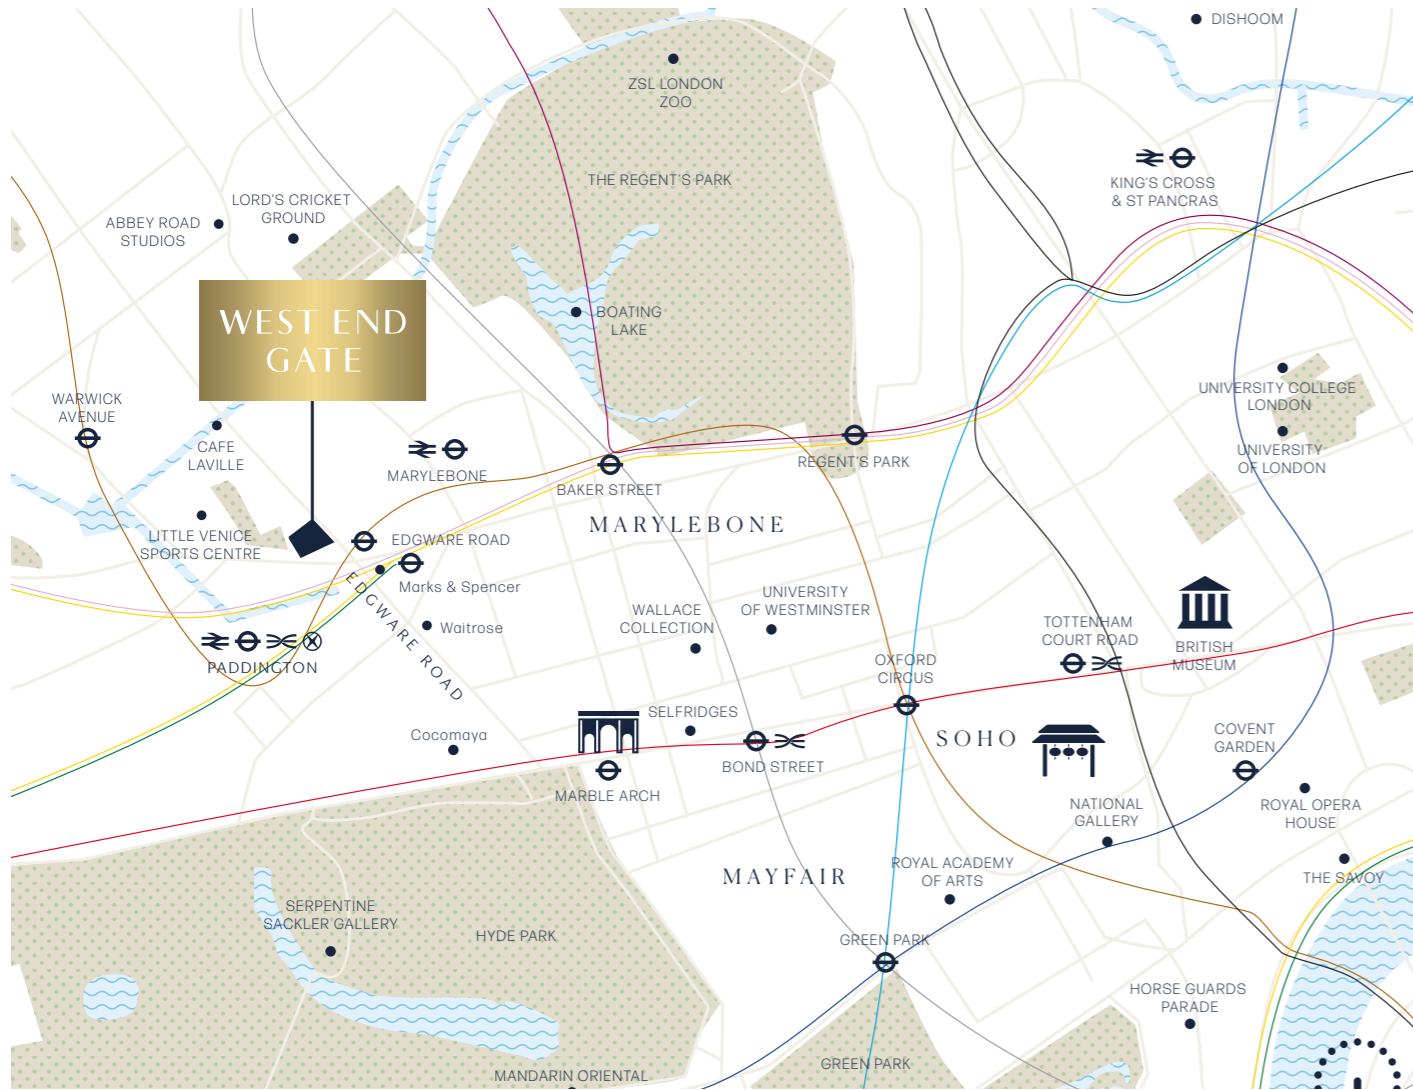 DISHOOM
ZSL LONDON
ZOO
THE REGENT'S PARK
KING'S CROSS
& ST PANCRAS
LORD'S CRICKET
GROUND
ABBEY ROAD
STUDIOS
WEST END
GATE
BOATING
LAKE
WARWICK
AVENUE
CAFE
LAVILLE
MARYLEBONE
BAKER STREET
REGENT'S PARK
UNIVERSITY COLLEGE
LONDON
UNIVERSITY
OF LONDON
MARYLEBONE
LITTLE VENICE
SPORTS CENTRE
EDGWARE ROAD
Marks & Spencer
EDGWARE ROAD
Waitrose
WALLACE
COLLECTION
UNIVERSITY
OF WESTMINSTER
TOTTENHAM
COURT ROAD
BRITISH
MUSEUM
PADDINGTON
OXFORD
CIRCUS
SELFRIDGES
Cocomaya
SOHO
COVENT
GARDEN
BOND STREET
MARBLE ARCH
NATIONAL
GALLERY
ROYAL OPERA
HOUSE
MAYFAIR
ROYAL ACADEMY
OF ARTS
THE SAVOY
SERPENTINE
SACKLER GALLERY
HYDE PARK
GREEN PARK
HORSE GUARDS
PARADE
GREEN PARK
MANDARIN ORIENTAL